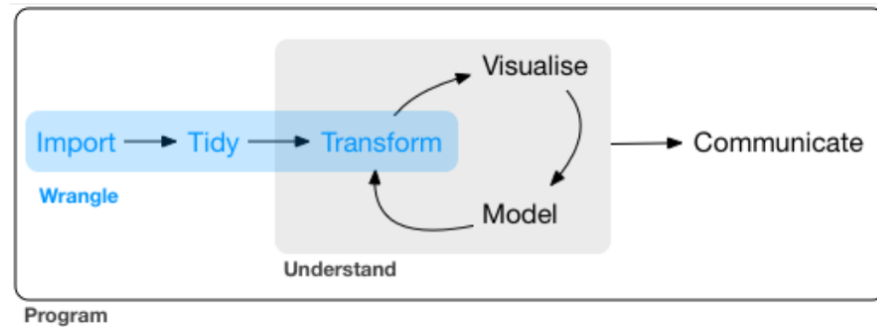 Visualise
Import Tidy Transform Communicate
Wrangle
Model
Understand
Program